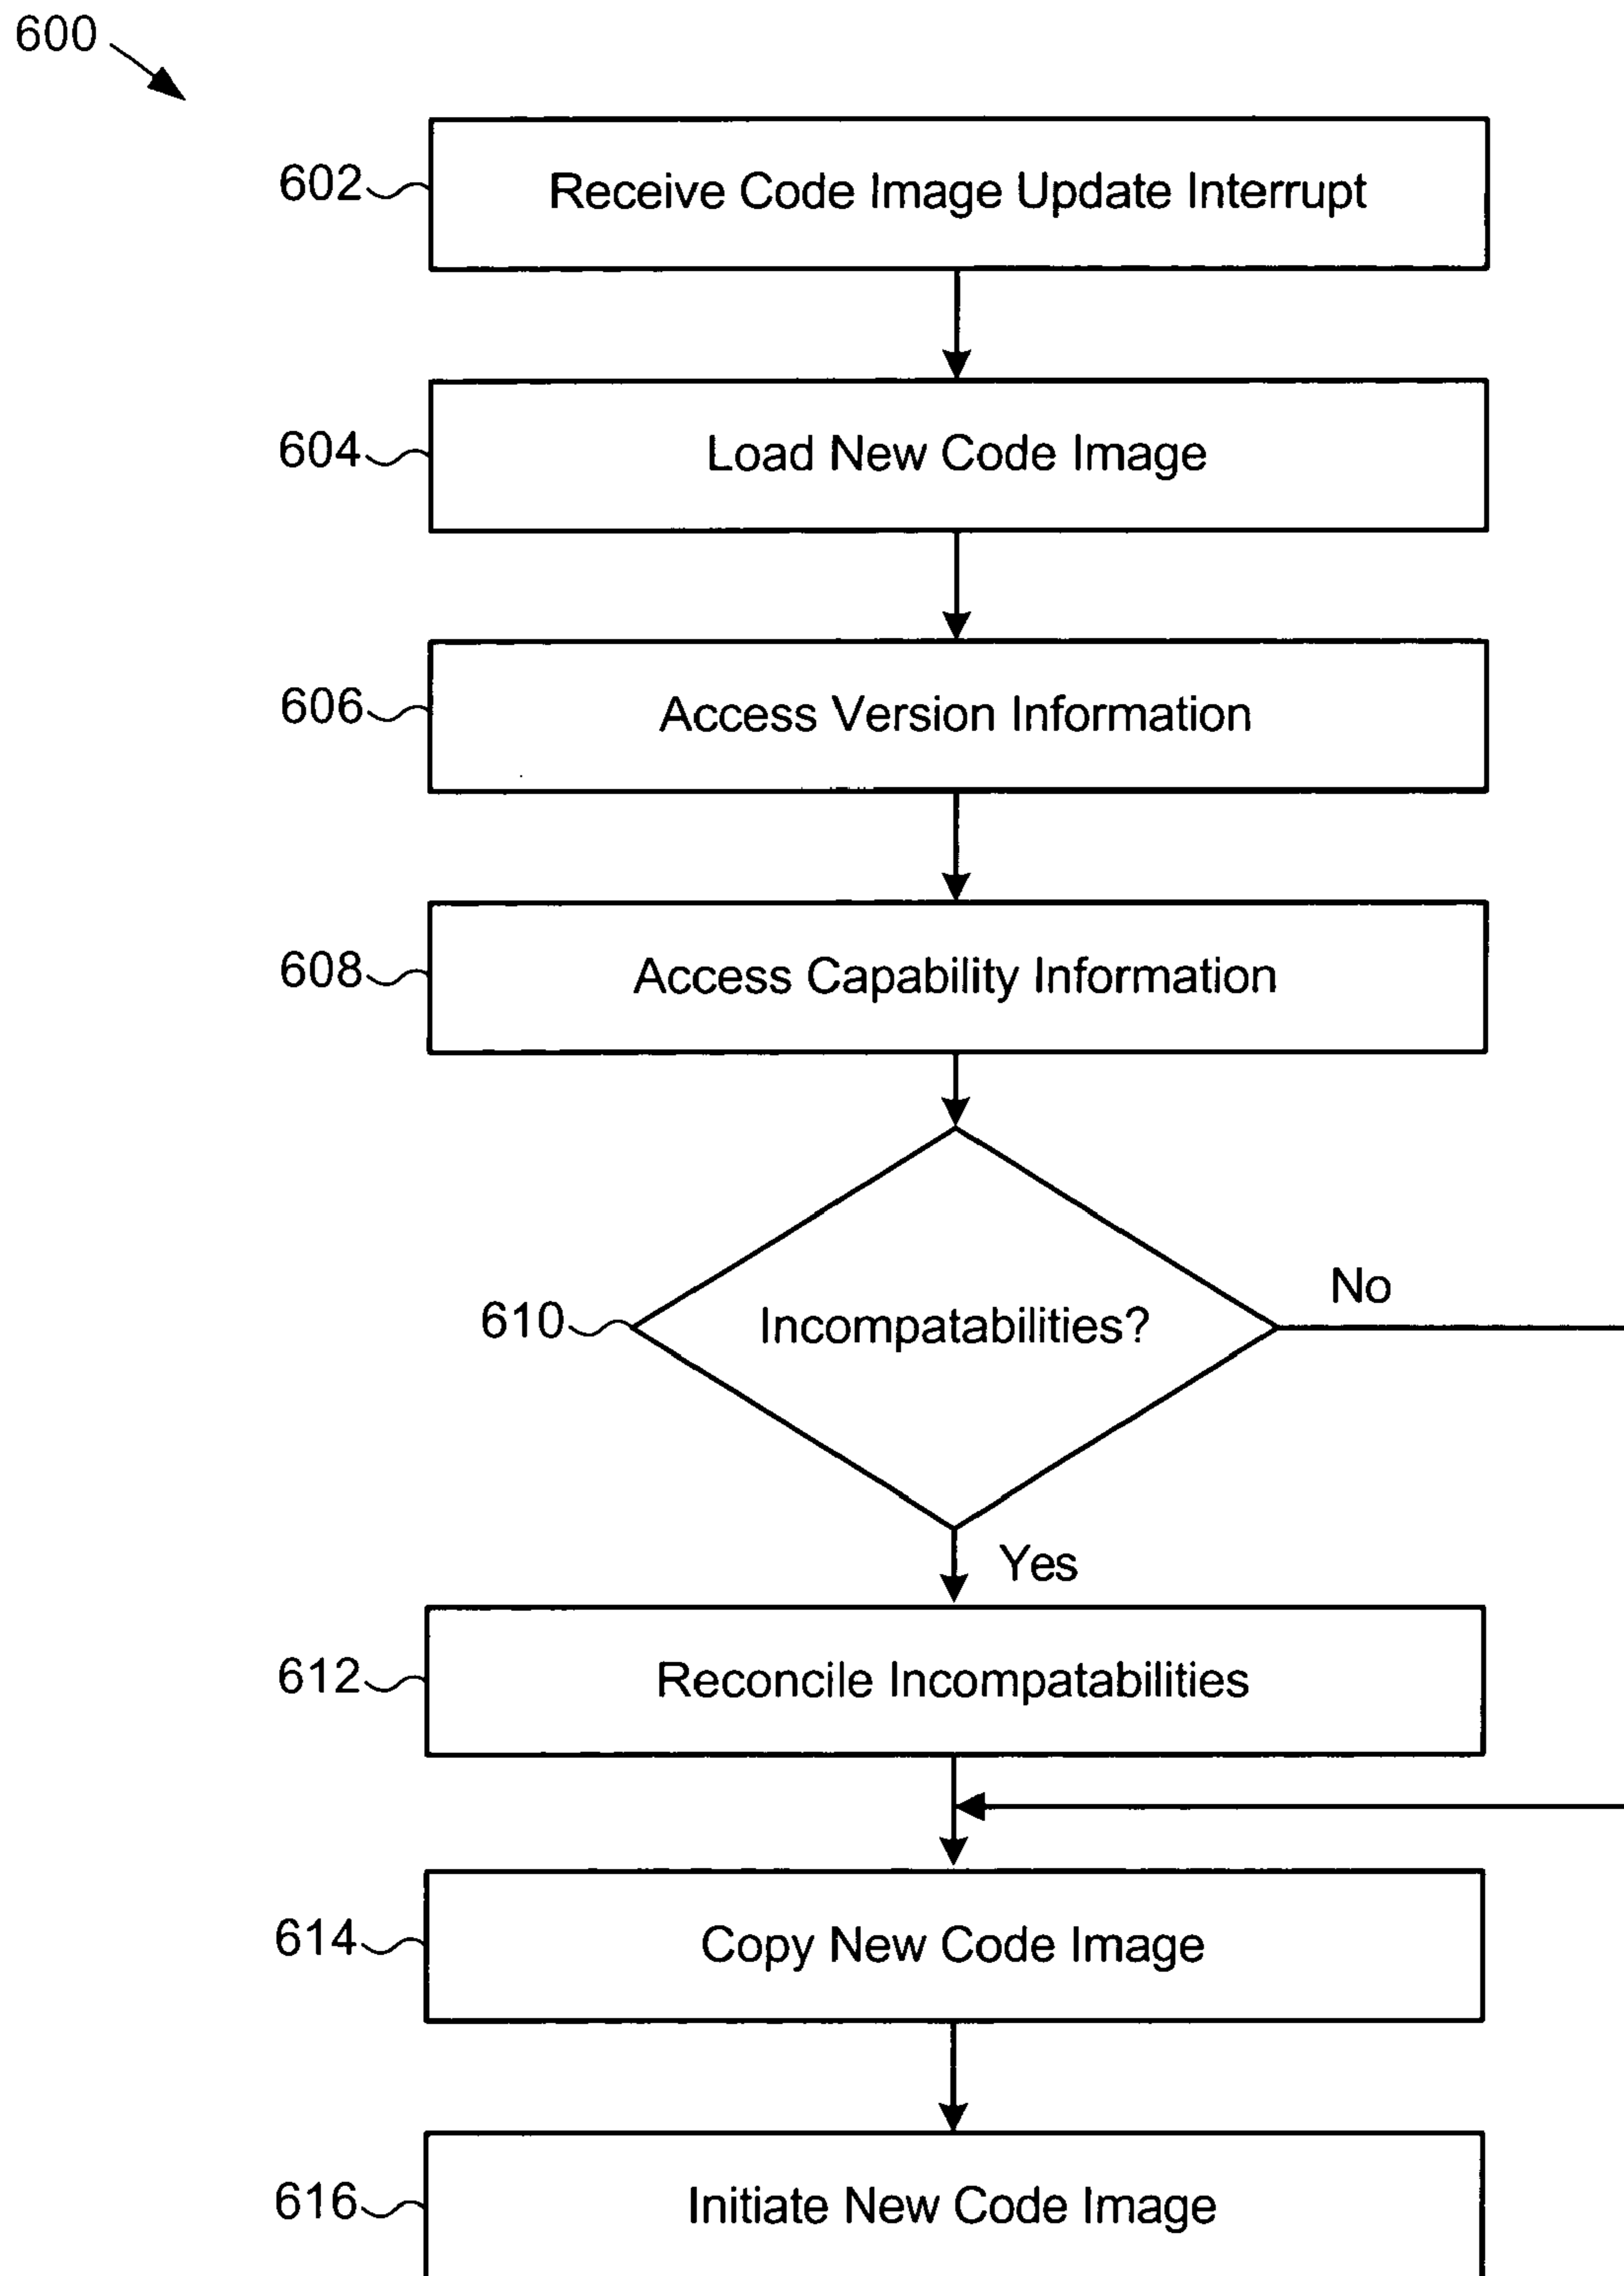 600
602 Receive Code Image Update Interrupt
604 Load New Code Image
606 Access Version Information
608 Access Capability Information
No
610 Incompatabilities?
Yes
612 Reconcile Incompatabilities
614 Copy New Code Image
616 Initiate New Code Image